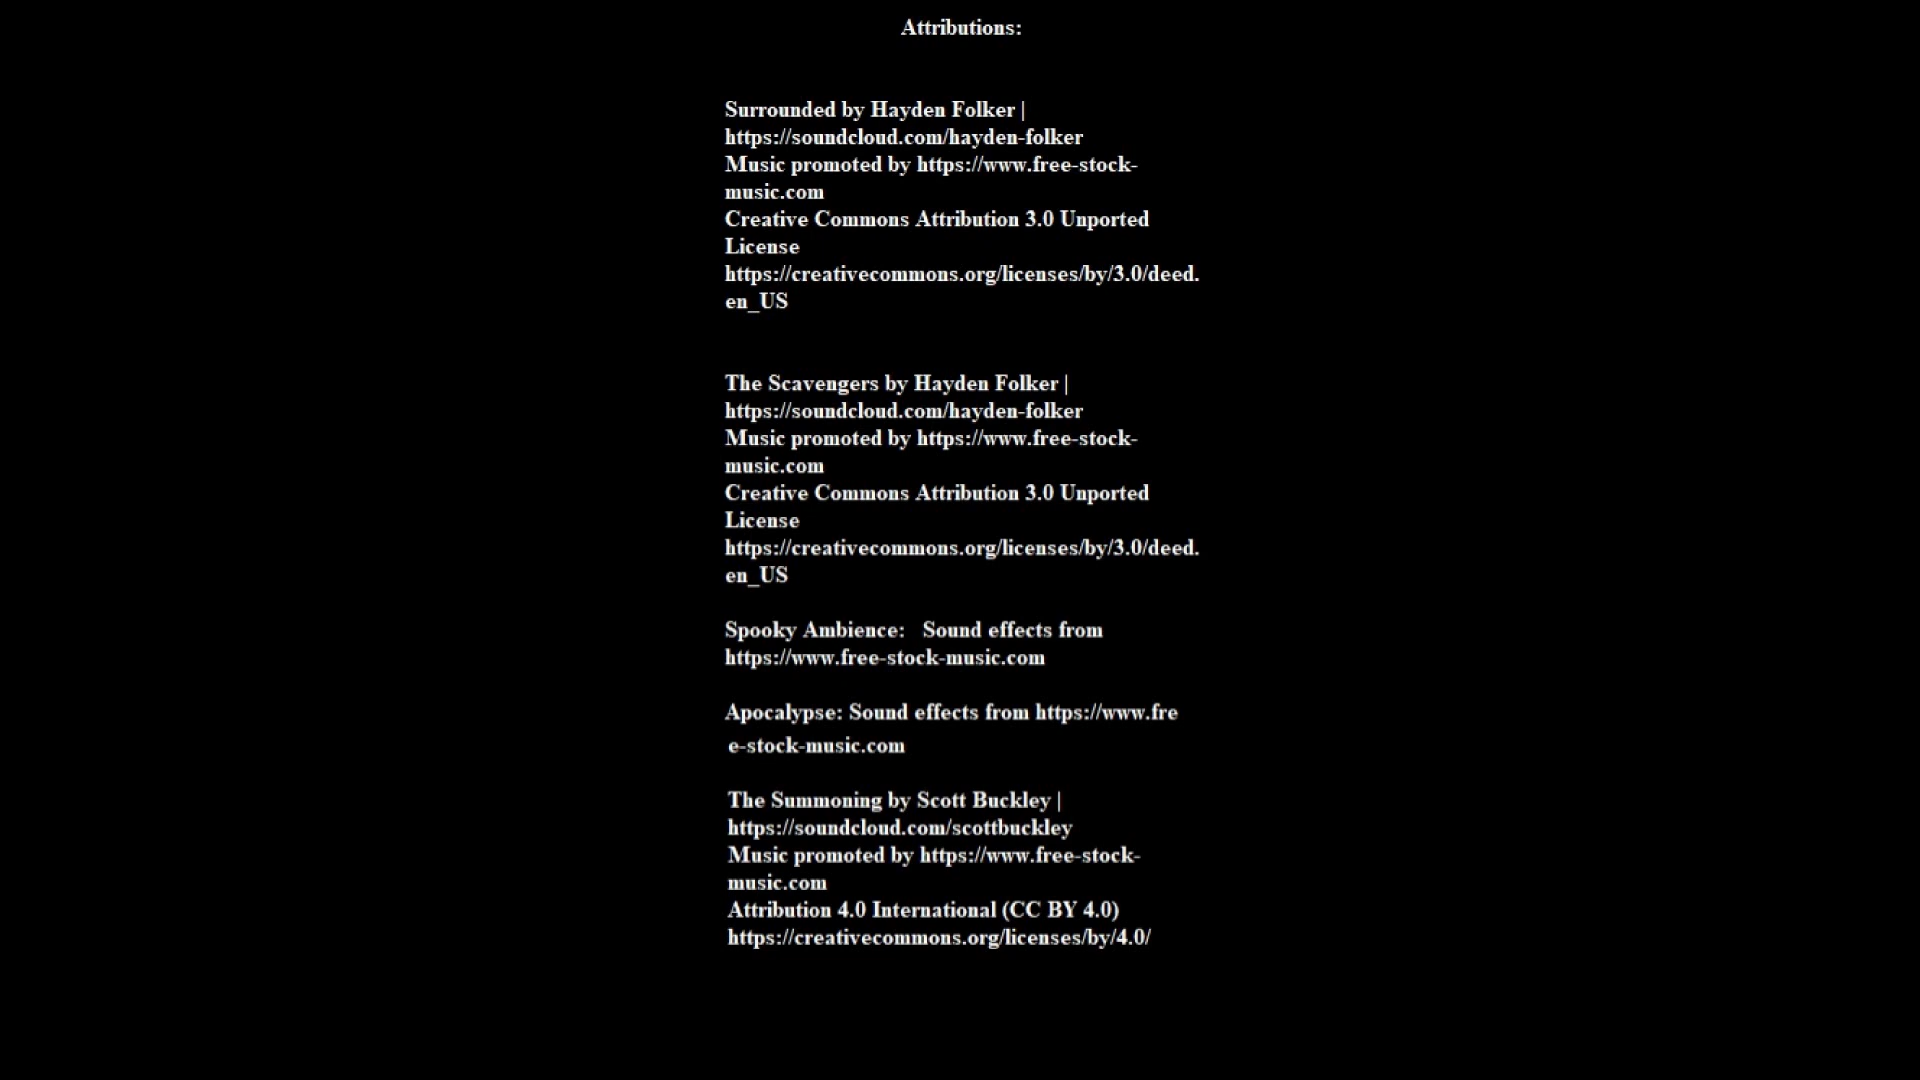 Attributions:
Surrounded by Hayden Folker |
https://soundcloud.com/hayden-folker
Music promoted by https://www.free-stock-
music.com
Creative Commons Attribution 3.0 Unported
License
https://creativecommons.org/licenses/by/3.0/deed.
en_US
The Scavengers by Hayden Folker |
https://soundcloud.com/hayden-folker
Music promoted by https://www.free-stock-
music.com
Creative Commons Attribution 3.0 Unported
License
https://creativecommons.org/licenses/by/3.0/deed.
en_US
Spooky Ambience:   Sound effects from
https://www.free-stock-music.com
Apocalypse: Sound effects from https://www.fre
e-stock-music.com
The Summoning by Scott Buckley |
https://soundcloud.com/scottbuckley
Music promoted by https://www.free-stock-
music.com
Attribution 4.0 International (CC BY 4.0)
https://creativecommons.org/licenses/by/4.0/